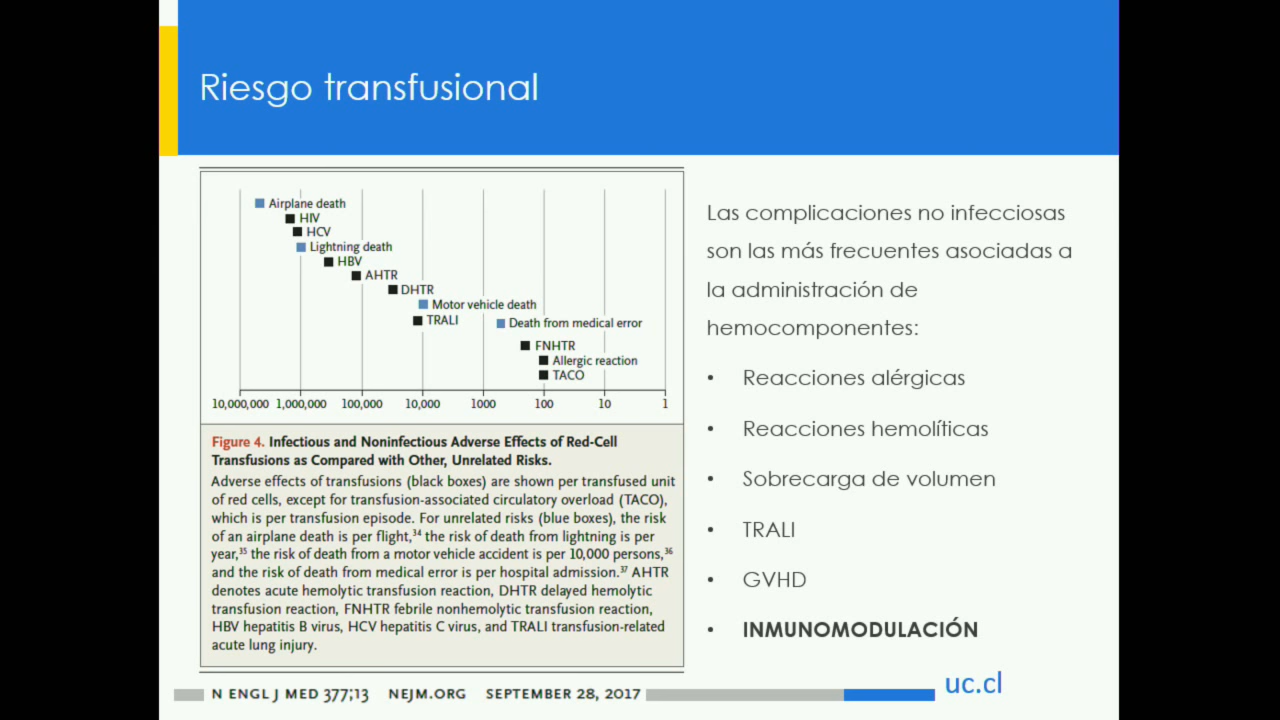 Riesgo transfusional
Airplane death
HIV
HCV
Lightning death
HBV
AHTR
DHTR
Motor vehicle death
TRALI
Death from medical error
FNHTR
Allergic reaction
TACO
10,000,000 1,000,000 100,000 10,000 1000 100 10 1
Figure 4. Infectious and Noninfectious Adverse Effects of Red-Cell
Transfusions as Compared with Other, Unrelated Risks.
Adverse effects of transfusions (black boxes) are shown per transfused unit
of red cells, except for transfusion-associated circulatory overload (TACO),
which is per transfusion episode. For unrelated risks (blue boxes), the risk
of an airplane death is per flight,34 the risk of death from lightning is per
year,35 the risk of death from a motor vehicle accident is per 10,000 persons,36
and the risk of death from medical error is per hospital admission.37 AHTR
denotes acute hemolytic transfusion reaction, DHTR delayed hemolytic
transfusion reaction, FNHTR febrile nonhemolytic transfusion reaction,
HBV hepatitis B virus, HCV hepatitis C virus, and TRALI transfusion-related
acute lung injury.
N ENGL J MED 377;13 NEJM.ORG SEPTEMBER 28, 2017
Las complicaciones no infecciosas
son las más frecuentes asociadas a
la administración de
hemocomponentes:
• Reacciones alérgicas
• Reacciones hemolíticas
• Sobrecarga de volumen
• TRALI
• GVHD
• INMUNOMODULACIÓN
uc.cl